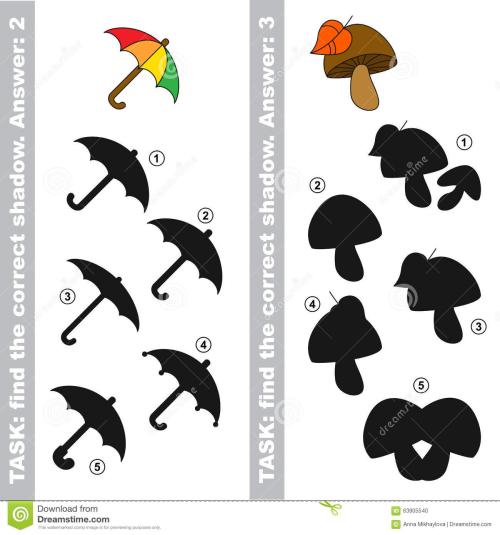 TASK: find the correct shadow. Answer: 2
1
2
3
4
5
TASK: find the correct shadow. Answer: 3
1
2
3
4
5
Download from
Dreamstime.com
This watermarked comp image is for previewing purposes only.
63905540
Anna Mikhaylova | Dreamstime.com